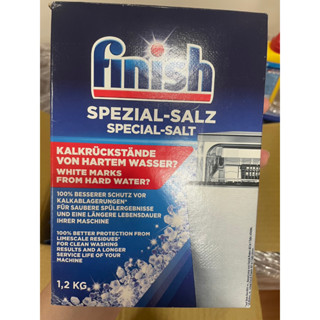 finish
SPEZIAL-SALZ
SPECIAL-SALT
KALKRÜCKSTÄNDE
VON HARTEM WASSER?
WHITE MARKS
FROM HARD WATER?
100% BESSERER SCHUTZ VOR
KALKABLAGERUNGEN*
FÜR SAUBERE SPÜLERGEBNISSE
UND EINE LÄNGERE LEBENSDAUER
IHRER MASCHINE
100% BETTER PROTECTION FROM
LIMESCALE RESIDUES*
FOR CLEAN WASHING
RESULTS AND A LONGER
SERVICE LIFE OF YOUR
MACHINE
1,2 KG